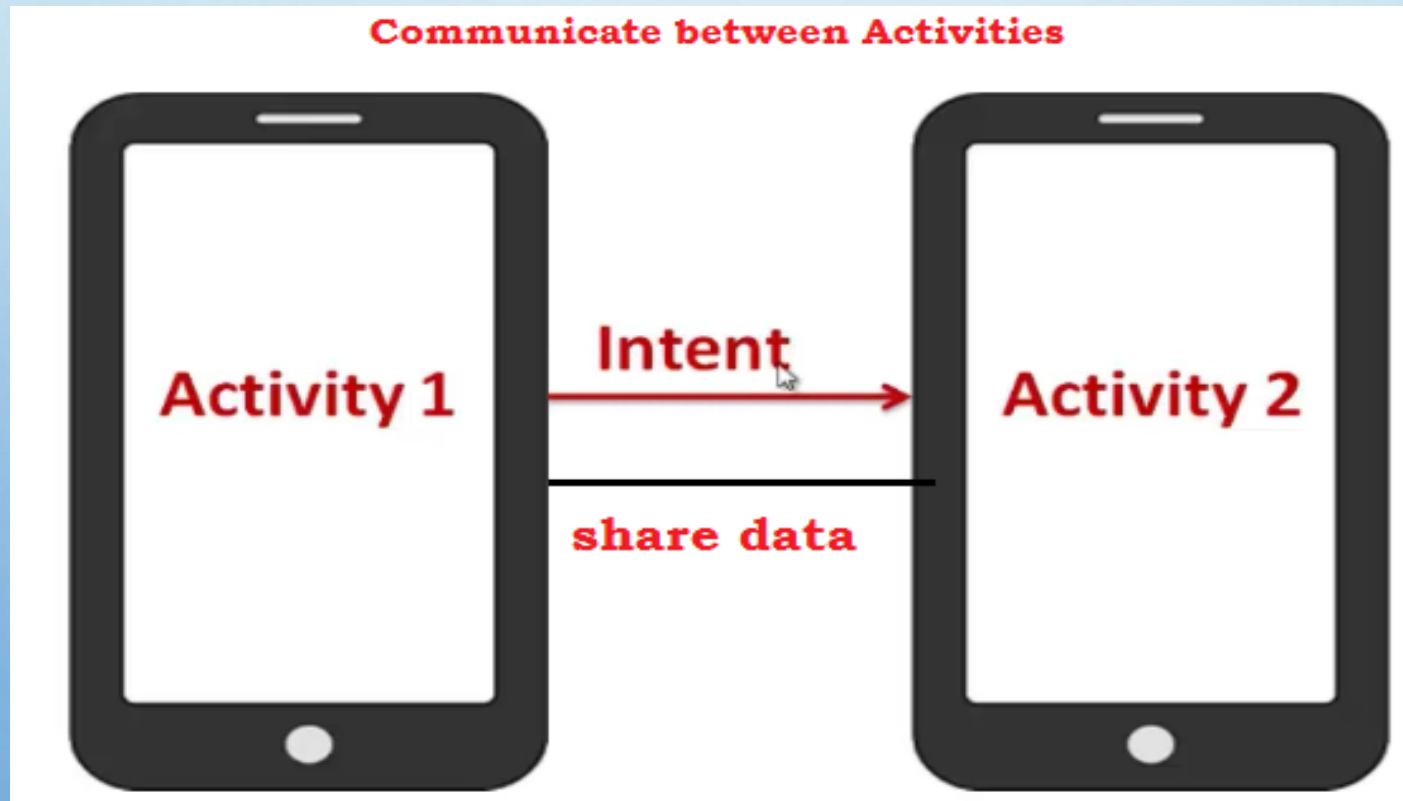 Communicate between Activities
Intent
Activity 1
Activity 2
share data